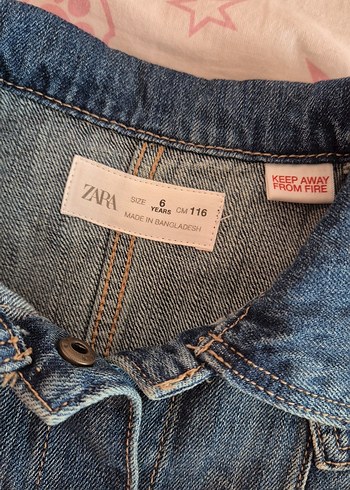 ZARA
SIZE 6 YEARS CM 116
MADE IN BANGLADESH
KEEP AWAY
FROM FIRE